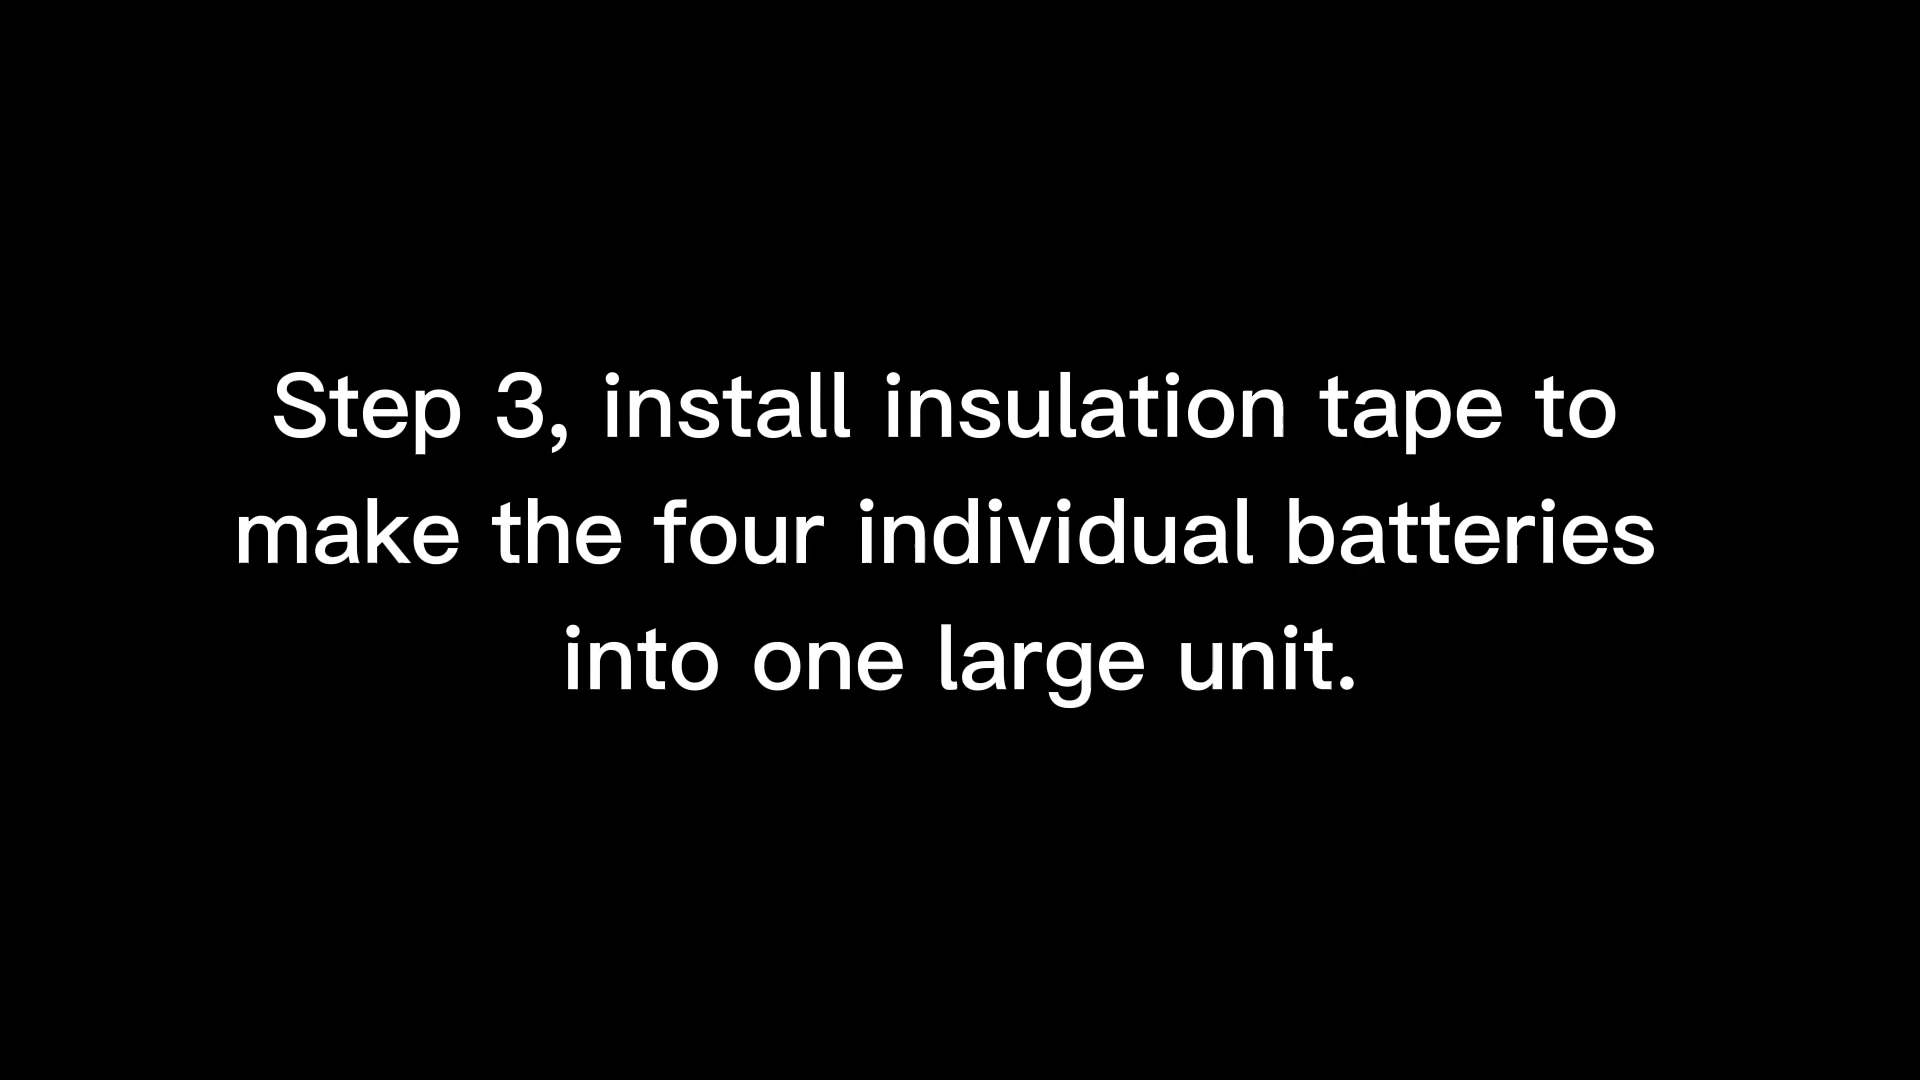 Step 3, install insulation tape to
make the four individual batteries
into one large unit.